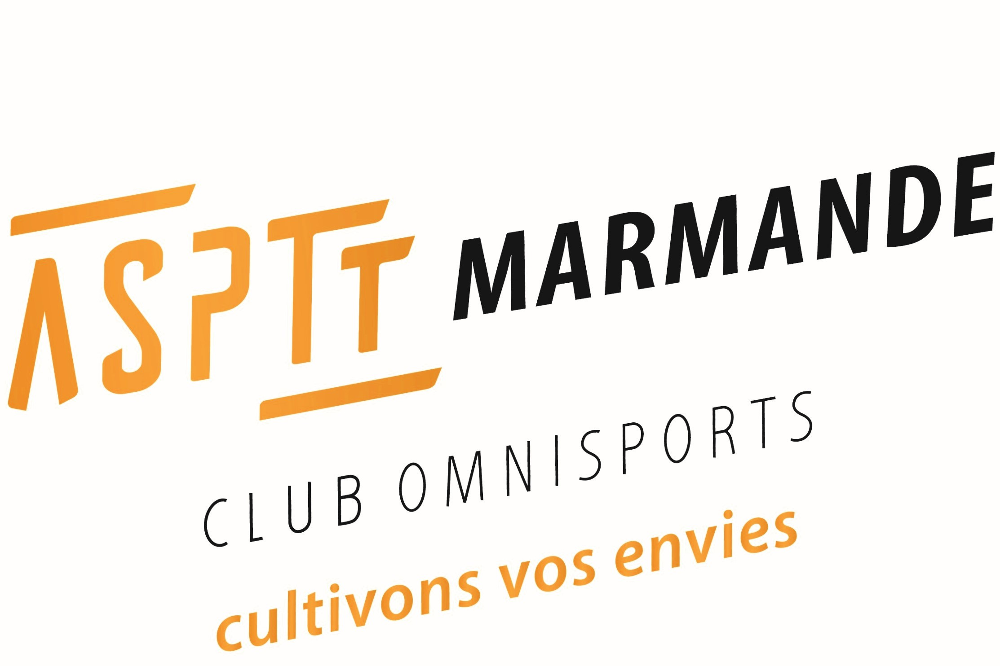 ASPTT MARMANDE
CLUB OMNISPORTS
cultivons vos envies